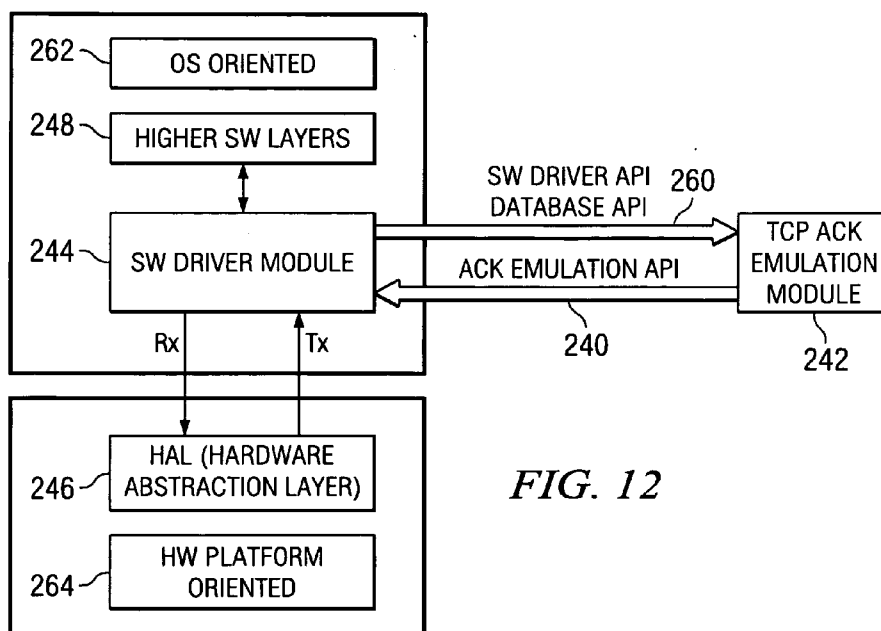 262
OS ORIENTED
248
HIGHER SW LAYERS
244
SW DRIVER MODULE
SW DRIVER API
DATABASE API
260
ACK EMULATION API
240
TCP ACK
EMULATION
MODULE
242
Rx
Tx
246
HAL (HARDWARE
ABSTRACTION LAYER)
FIG. 12
264
HW PLATFORM
ORIENTED